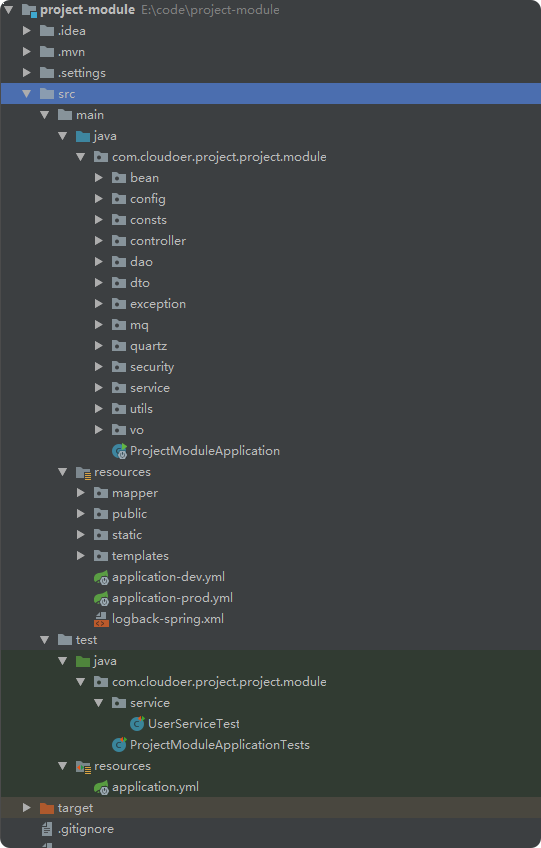 project-module E:\code\project-module
.idea
.mvn
.settings
src
main
java
com.cloudoer.project.project.module
bean
config
consts
controller
dao
dto
exception
mq
quartz
security
service
utils
vo
ProjectModuleApplication
resources
mapper
public
static
templates
application-dev.yml
application-prod.yml
logback-spring.xml
test
java
com.cloudoer.project.project.module
service
UserServiceTest
ProjectModuleApplicationTests
resources
application.yml
target
.gitignore